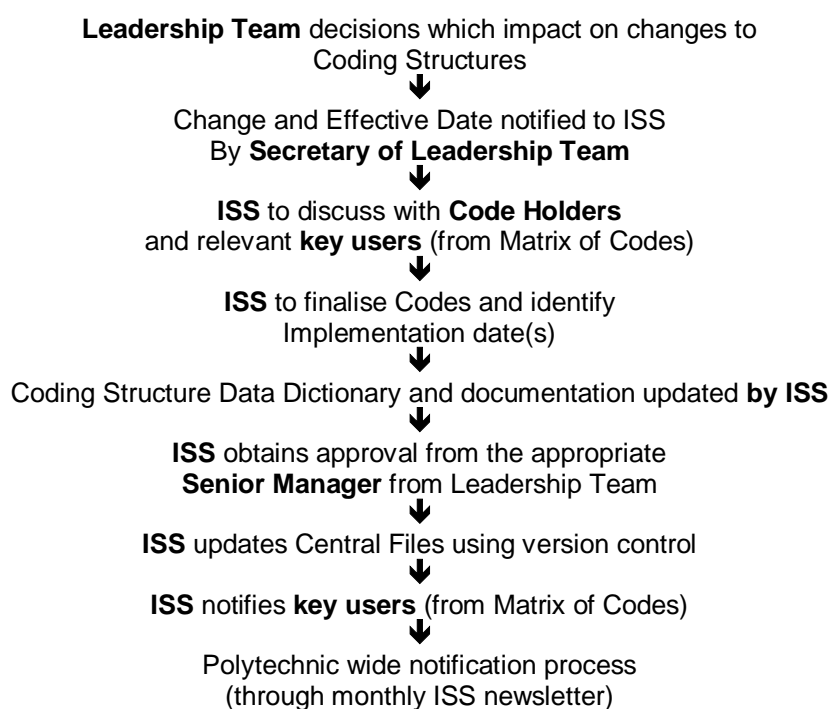 Leadership Team decisions which impact on changes to
Coding Structures
Change and Effective Date notified to ISS
By Secretary of Leadership Team
ISS to discuss with Code Holders
and relevant key users (from Matrix of Codes)
ISS to finalise Codes and identify
Implementation date(s)
Coding Structure Data Dictionary and documentation updated by ISS
ISS obtains approval from the appropriate
Senior Manager from Leadership Team
ISS updates Central Files using version control
ISS notifies key users (from Matrix of Codes)
Polytechnic wide notification process
(through monthly ISS newsletter)